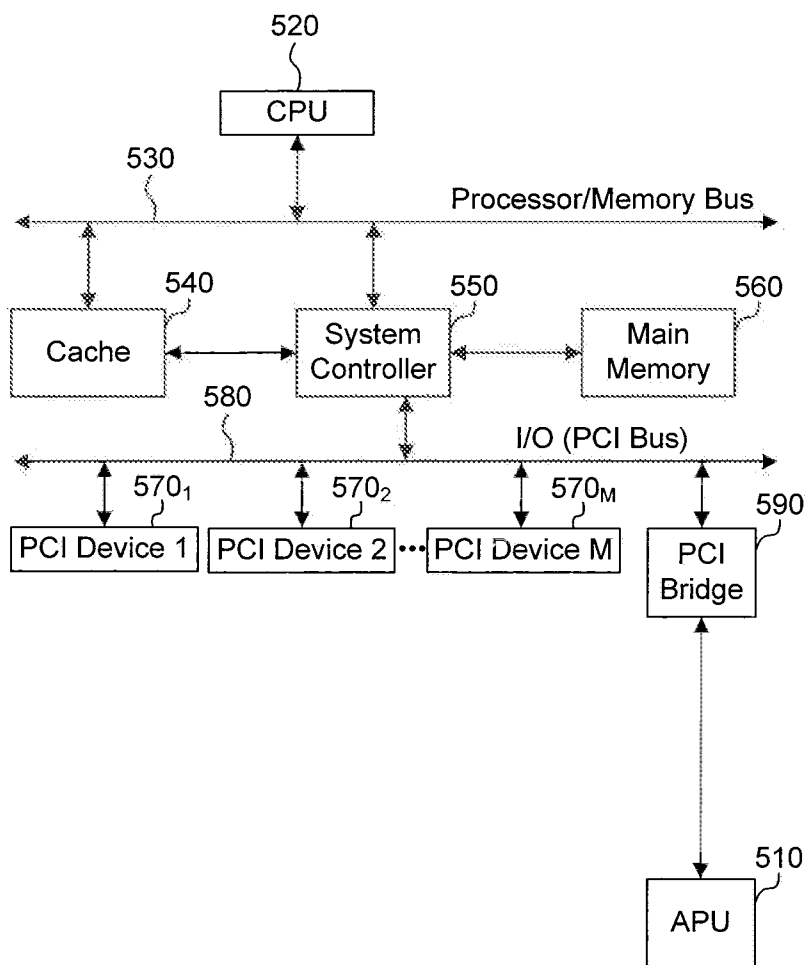 520
CPU
530
Processor/Memory Bus
540
550
560
Cache
System
Controller
Main
Memory
580
I/O (PCI Bus)
570₁
570₂
570M
590
PCI Device 1
PCI Device 2
•••
PCI Device M
PCI
Bridge
510
APU